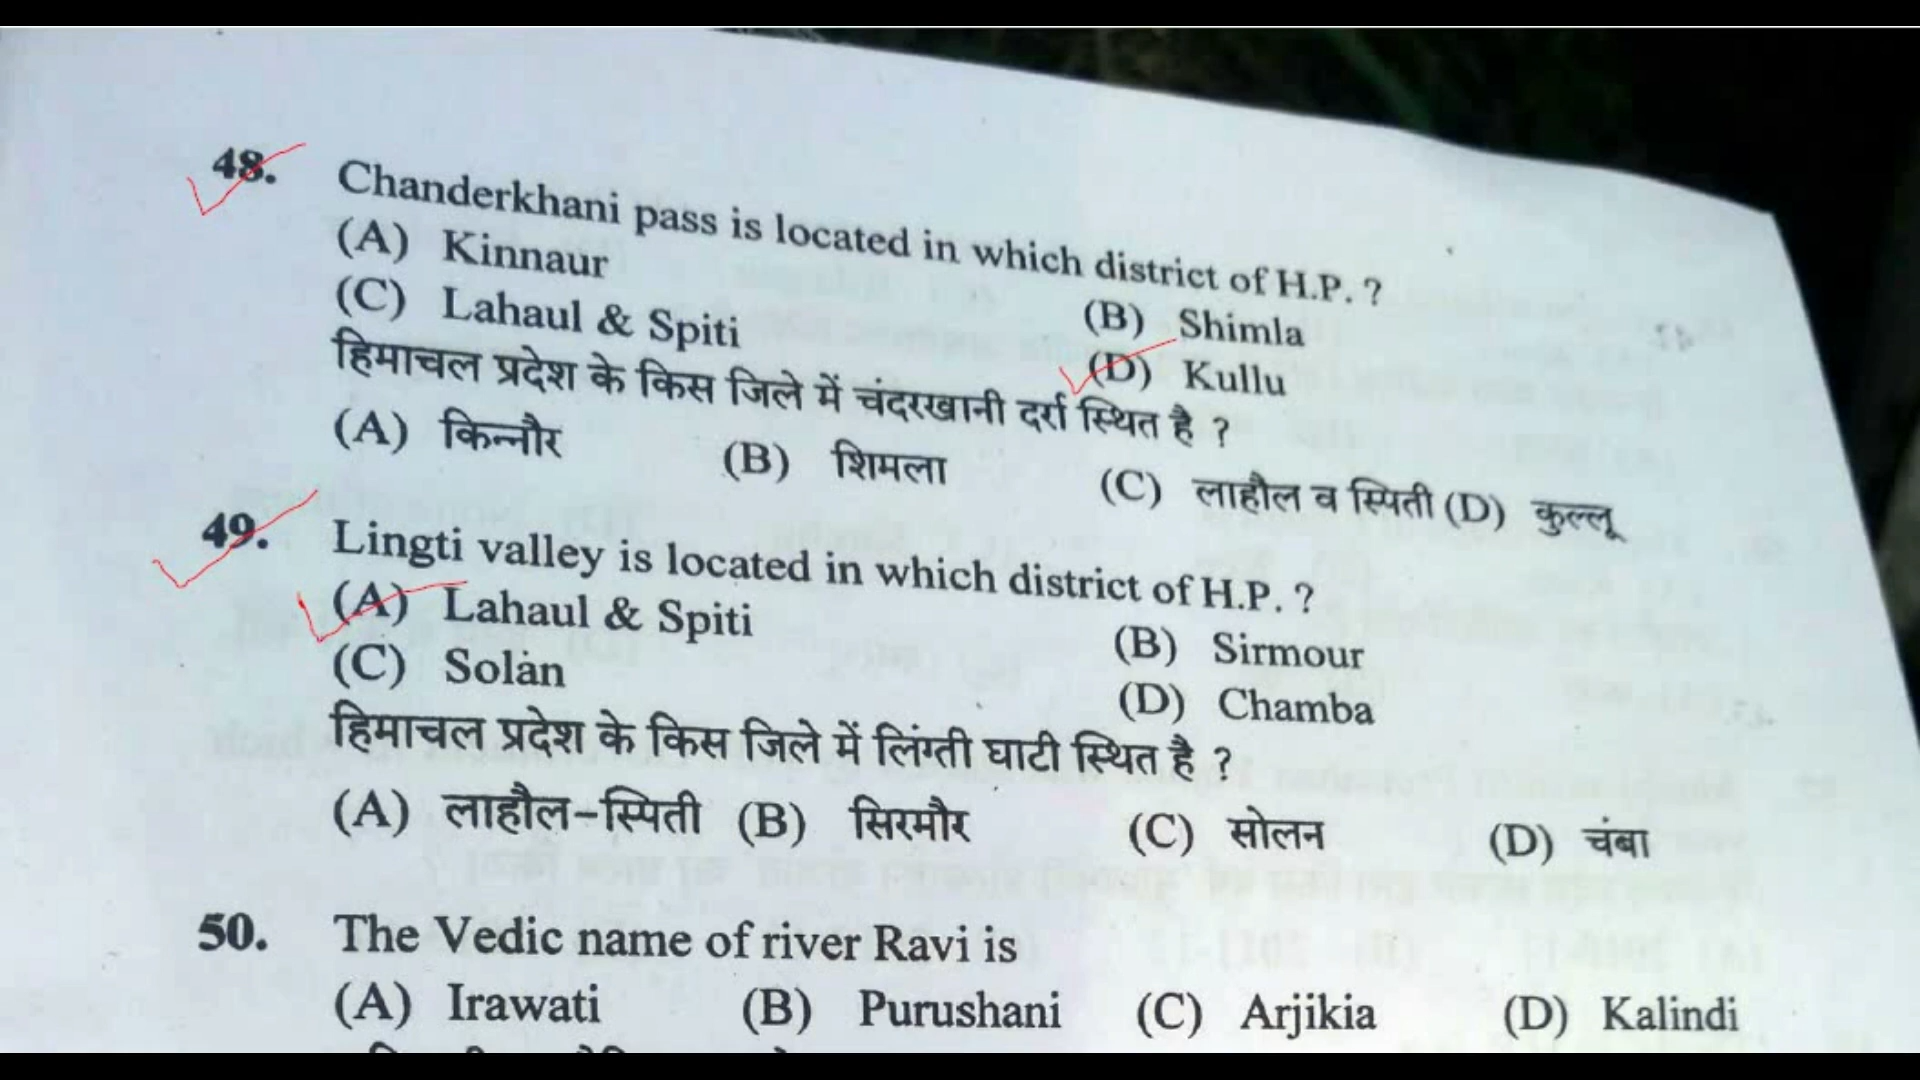 48. Chanderkhani pass is located in which district of H.P. ?
(A) Kinnaur (B) Shimla
(C) Lahaul & Spiti (D) Kullu
हिमाचल प्रदेश के किस जिले में चंदरखानी दर्रा स्थित है ?
(A) किन्नौर (B) शिमला (C) लाहौल व स्पिती (D) कुल्लू
49. Lingti valley is located in which district of H.P. ?
(A) Lahaul & Spiti (B) Sirmour
(C) Solan (D) Chamba
हिमाचल प्रदेश के किस जिले में लिंग्ती घाटी स्थित है ?
(A) लाहौल-स्पिती (B) सिरमौर (C) सोलन (D) चंबा
50. The Vedic name of river Ravi is
(A) Irawati (B) Purushani (C) Arjikia (D) Kalindi